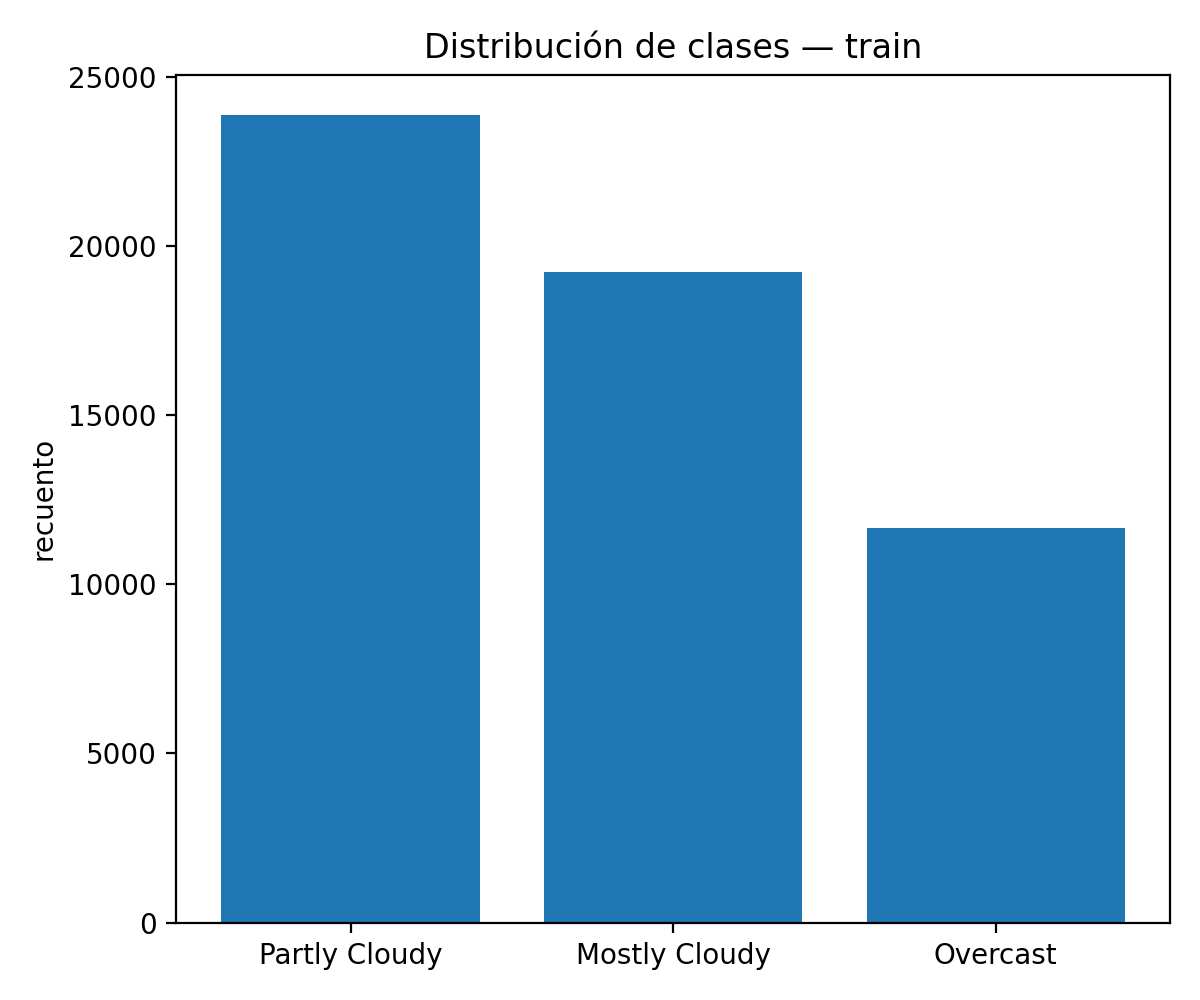 Distribución de clases — train
25000
20000
15000
10000
5000
0
recuento
Partly Cloudy
Mostly Cloudy
Overcast